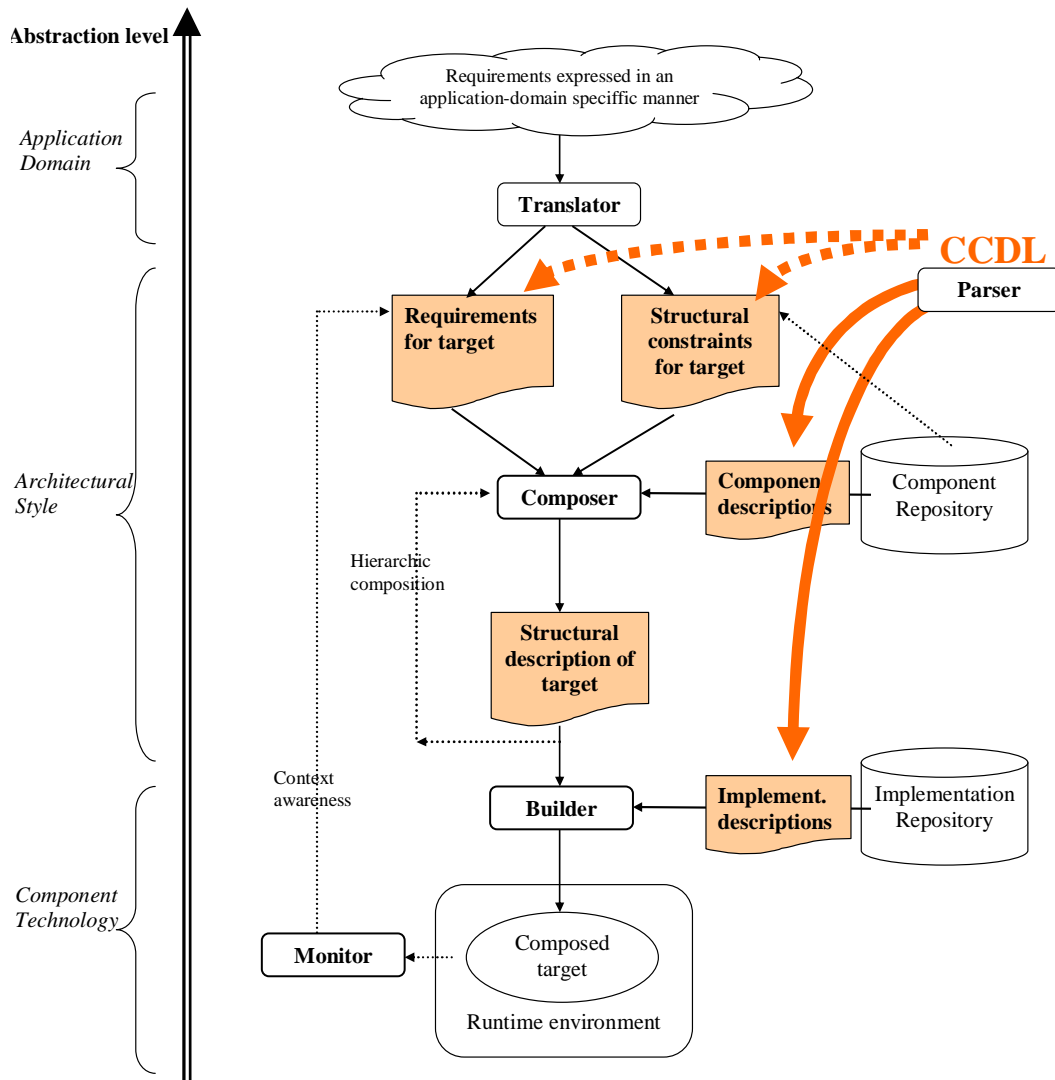 Abstraction level
Requirements expressed in an
application-domain speciffic manner
Application
Domain
Translator
CCDL
Parser
Requirements
for target
Structural
constraints
for target
Architectural
Style
Composer
Componen.
descriptions
Component
Repository
Hierarchic
composition
Structural
description of
target
Context
awareness
Builder
Implement.
descriptions
Implementation
Repository
Component
Technology
Monitor
Composed
target
Runtime environment